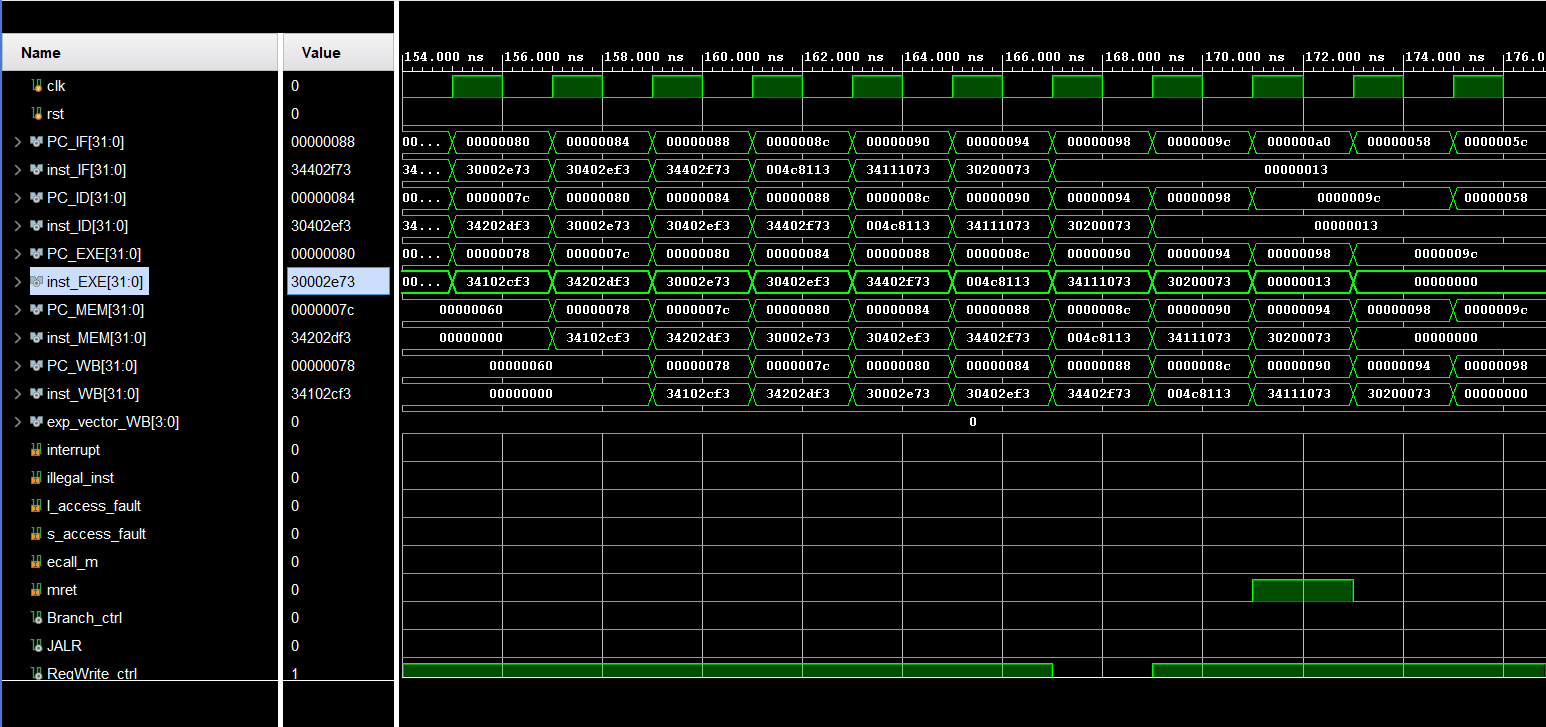 Name Value 154.000 ns 156.000 ns 158.000 ns 160.000 ns 162.000 ns 164.000 ns 166.000 ns 168.000 ns 170.000 ns 172.000 ns 174.000 ns 176.0
clk 0
rst 0
PC_IF[31:0] 00000088 00... 00000080 00000084 00000088 0000008c 00000090 00000094 00000098 0000009c 000000a0 00000058 0000005c
inst_IF[31:0] 34402f73 34... 30002e73 30402ef3 34402f73 004c8113 34111073 30200073 00000013
PC_ID[31:0] 00000084 00... 0000007c 00000080 00000084 00000088 0000008c 00000090 00000094 00000098 0000009c 00000058
inst_ID[31:0] 30402ef3 34... 34202df3 30002e73 30402ef3 34402f73 004c8113 34111073 30200073 00000013
PC_EXE[31:0] 00000080 00... 00000078 0000007c 00000080 00000084 00000088 0000008c 00000090 00000094 00000098 0000009c
inst_EXE[31:0] 30002e73 00... 34102cf3 34202df3 30002e73 30402ef3 34402f73 004c8113 34111073 30200073 00000013 00000000
PC_MEM[31:0] 0000007c 00000060 00000078 0000007c 00000080 00000084 00000088 0000008c 00000090 00000094 00000098 0000009c
inst_MEM[31:0] 34202df3 00000000 34102cf3 34202df3 30002e73 30402ef3 34402f73 004c8113 34111073 30200073 00000000
PC_WB[31:0] 00000078 00000060 00000078 0000007c 00000080 00000084 00000088 0000008c 00000090 00000094 00000098
inst_WB[31:0] 34102cf3 00000000 34102cf3 34202df3 30002e73 30402ef3 34402f73 004c8113 34111073 30200073 00000000
exp_vector_WB[3:0] 0 0
interrupt 0
illegal_inst 0
l_access_fault 0
s_access_fault 0
ecall_m 0
mret 0
Branch_ctrl 0
JALR 0
RegWrite_ctrl 1